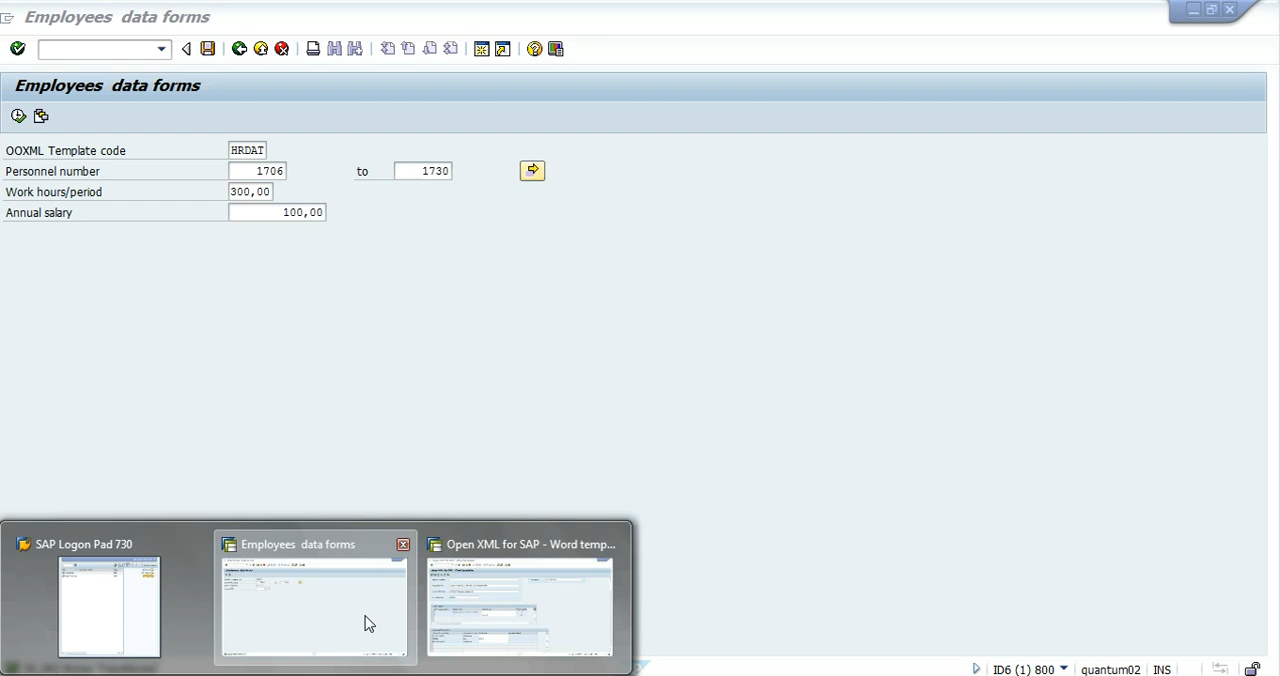 Employees data forms
Employees data forms
OOXML Template code HRDAT
Personnel number 1706 to 1730
Work hours/period 300,00
Annual salary 100,00
SAP Logon Pad 730 Employees data forms Open XML for SAP - Word temp...
ID6 (1) 800 quantum02 INS